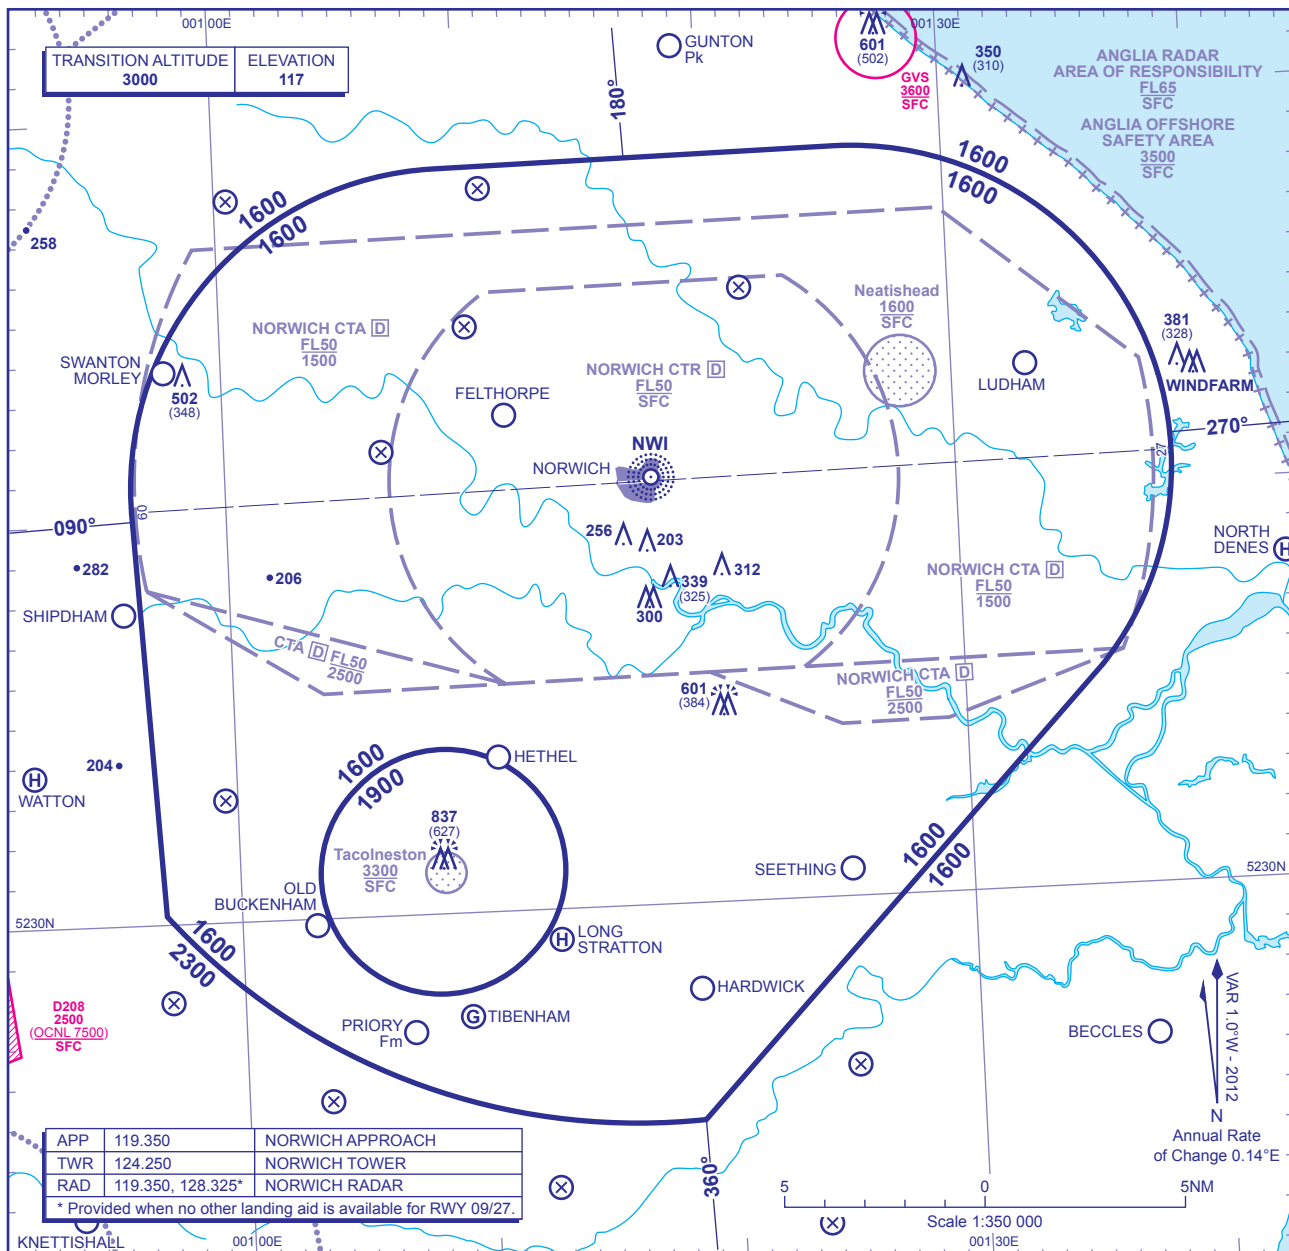 001 00E
001 30E
TRANSITION ALTITUDE
3000
ELEVATION
117
GUNTON
Pk
180°
601
(502)
GVS
3600
SFC
350
(310)
ANGLIA RADAR
AREA OF RESPONSIBILITY
FL65
SFC
ANGLIA OFFSHORE
SAFETY AREA
3500
SFC
1600
1600
1600
1600
258
NORWICH CTA D
FL50
1500
SWANTON
MORLEY
502
(348)
FELTHORPE
NORWICH CTR D
FL50
SFC
Neatishead
1600
SFC
LUDHAM
381
(328)
WINDFARM
270°
27
NWI
NORWICH
09
090°
282
206
256
203
339
(325)
312
300
NORWICH CTA D
FL50
1500
NORTH
DENES
H
SHIPDHAM
CTA D FL50
2500
601
(384)
NORWICH CTA D
FL50
2500
204
H
WATTON
1600
1900
HETHEL
837
(627)
Tacolneston
3300
SFC
OLD
BUCKENHAM
SEETHING
1600
1600
5230N
5230N
1600
2300
H
LONG
STRATTON
HARDWICK
D208
2500
(OCNL 7500)
SFC
PRIORY
Fm
G
TIBENHAM
BECCLES
VAR 1.0°W - 2012
N
Annual Rate
of Change 0.14°E
APP 119.350 NORWICH APPROACH
TWR 124.250 NORWICH TOWER
RAD 119.350, 128.325* NORWICH RADAR
* Provided when no other landing aid is available for RWY 09/27.
360°
5 0 5NM
Scale 1:350 000
KNETTISHALL
001 00E
001 30E